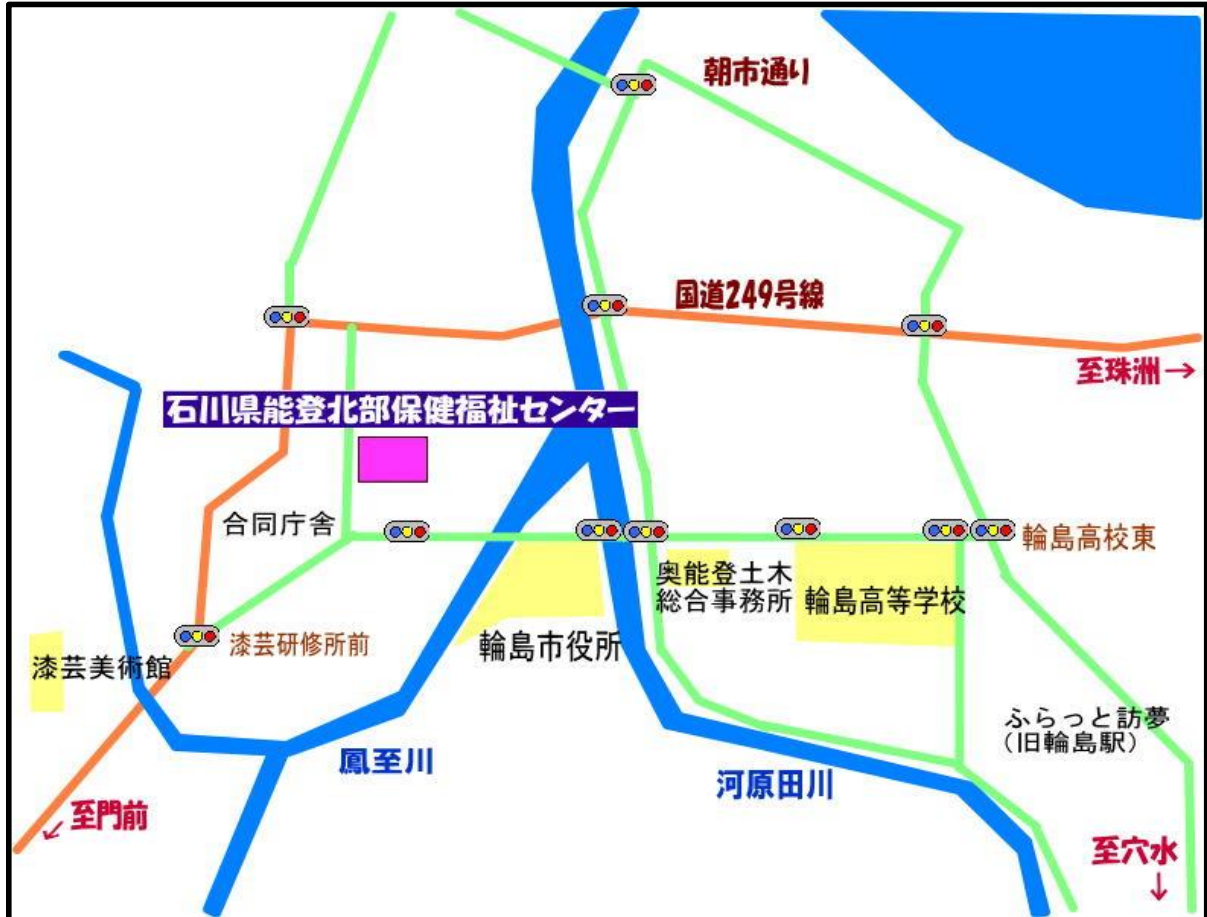 朝市通り
国道249号線
至珠洲→
石川県能登北部保健福祉センター
合同庁舎
輪島高校東
奥能登土木
総合事務所
輪島高等学校
漆芸研修所前
輪島市役所
漆芸美術館
ふらっと訪夢
(旧輪島駅)
鳳至川
河原田川
至門前
↙
至穴水
↓